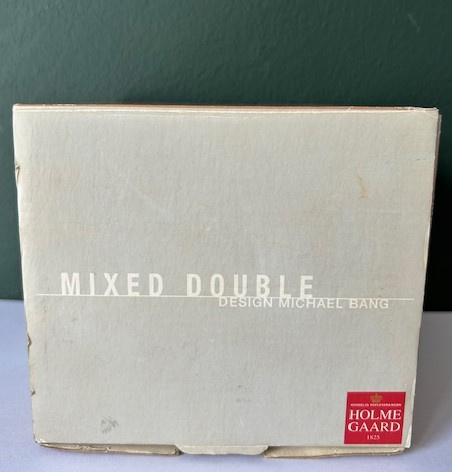 MIXED DOUBLE
DESIGN MICHAEL BANG
HOLME
GAARD
1825